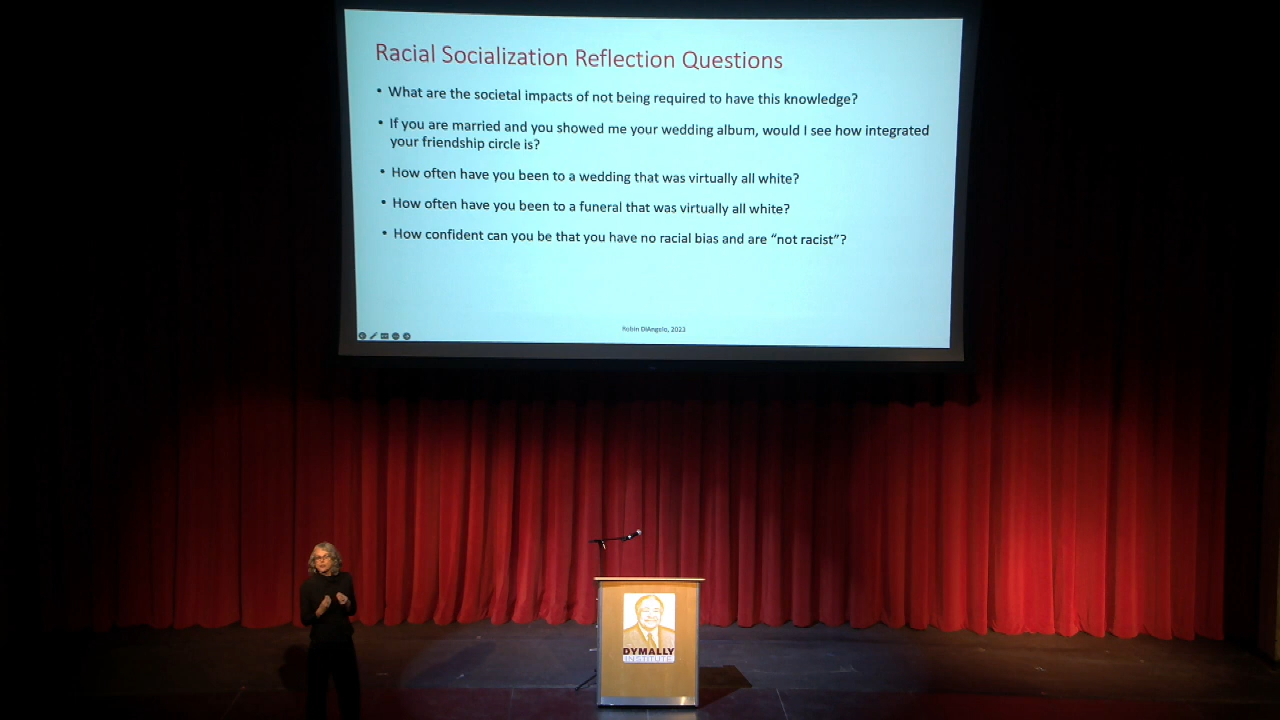 Racial Socialization Reflection Questions
• What are the societal impacts of not being required to have this knowledge?
• If you are married and you showed me your wedding album, would I see how integrated
your friendship circle is?
• How often have you been to a wedding that was virtually all white?
• How often have you been to a funeral that was virtually all white?
• How confident can you be that you have no racial bias and are “not racist”?
Robin DiAngelo, 2023
DYMALLY
INSTITUTE